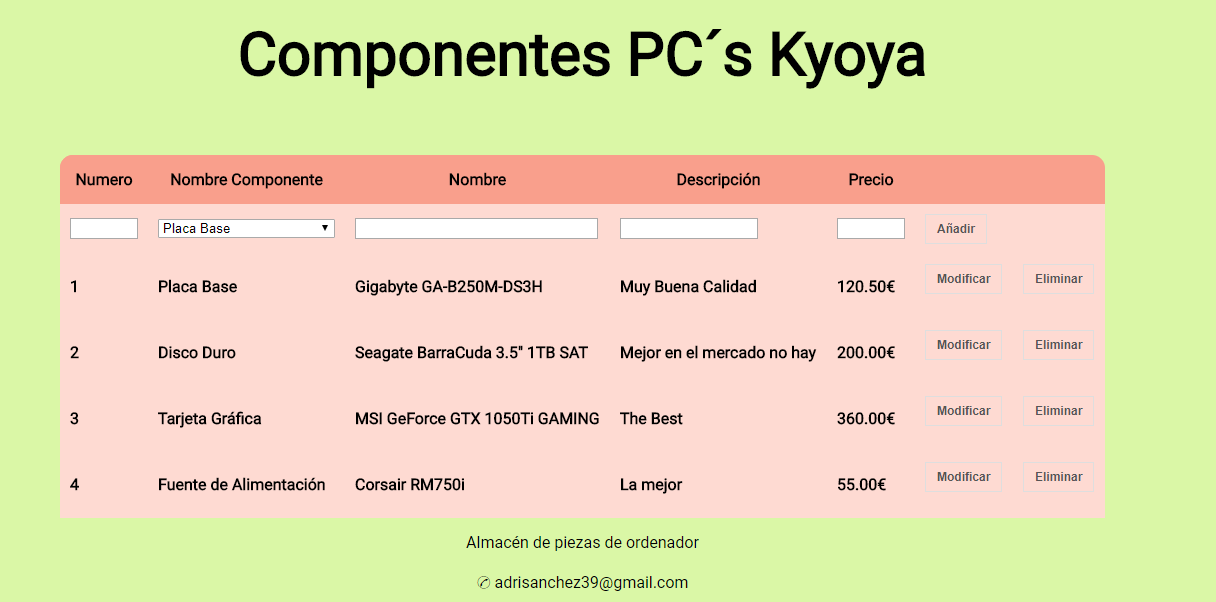 Componentes PC´s Kyoya
Numero Nombre Componente Nombre Descripción Precio
Placa Base Añadir
1 Placa Base Gigabyte GA-B250M-DS3H Muy Buena Calidad 120.50€ Modificar Eliminar
2 Disco Duro Seagate BarraCuda 3.5" 1TB SAT Mejor en el mercado no hay 200.00€ Modificar Eliminar
3 Tarjeta Gráfica MSI GeForce GTX 1050Ti GAMING The Best 360.00€ Modificar Eliminar
4 Fuente de Alimentación Corsair RM750i La mejor 55.00€ Modificar Eliminar
Almacén de piezas de ordenador
✆ adrisanchez39@gmail.com